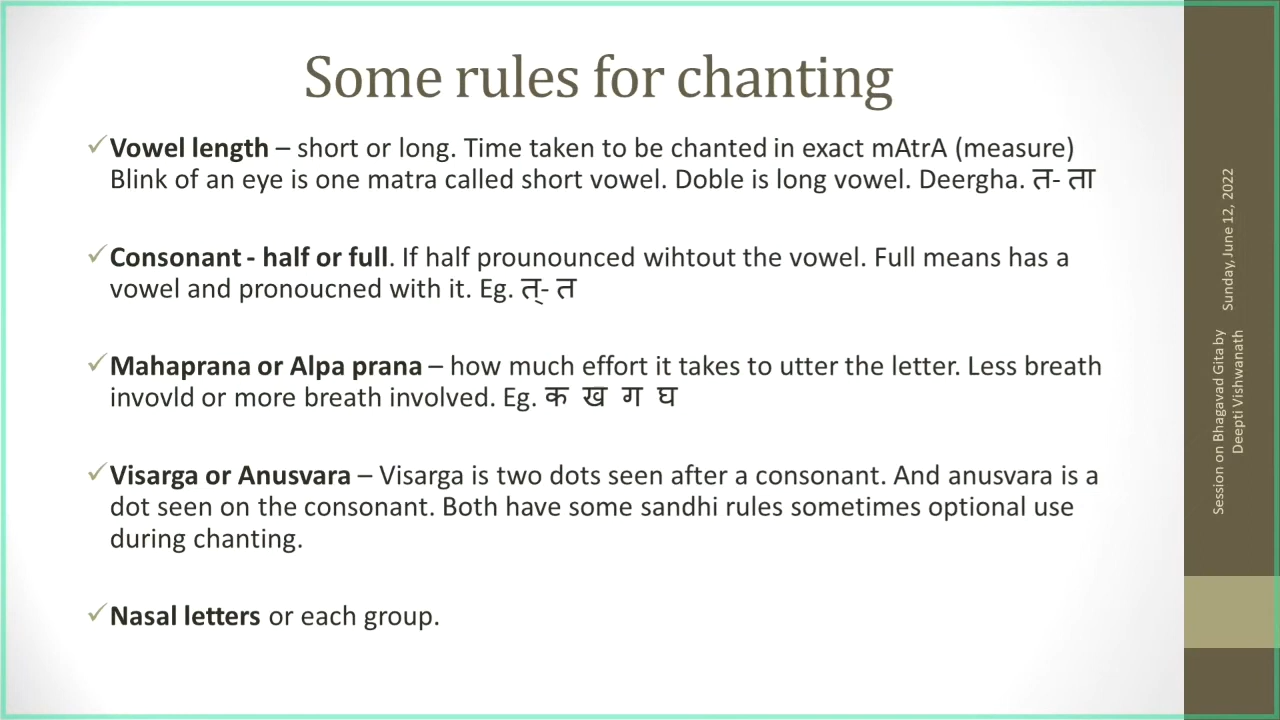 Some rules for chanting
✓Vowel length – short or long. Time taken to be chanted in exact mAtrA (measure)
Blink of an eye is one matra called short vowel. Doble is long vowel. Deergha. त- ता
✓Consonant - half or full. If half prounounced wihtout the vowel. Full means has a
vowel and pronoucned with it. Eg. त्- त
✓Mahaprana or Alpa prana – how much effort it takes to utter the letter. Less breath
invovld or more breath involved. Eg. क ख ग घ
✓Visarga or Anusvara – Visarga is two dots seen after a consonant. And anusvara is a
dot seen on the consonant. Both have some sandhi rules sometimes optional use
during chanting.
✓Nasal letters or each group.
Sunday, June 12, 2022
Session on Bhagavad Gita by
Deepti Vishwanath